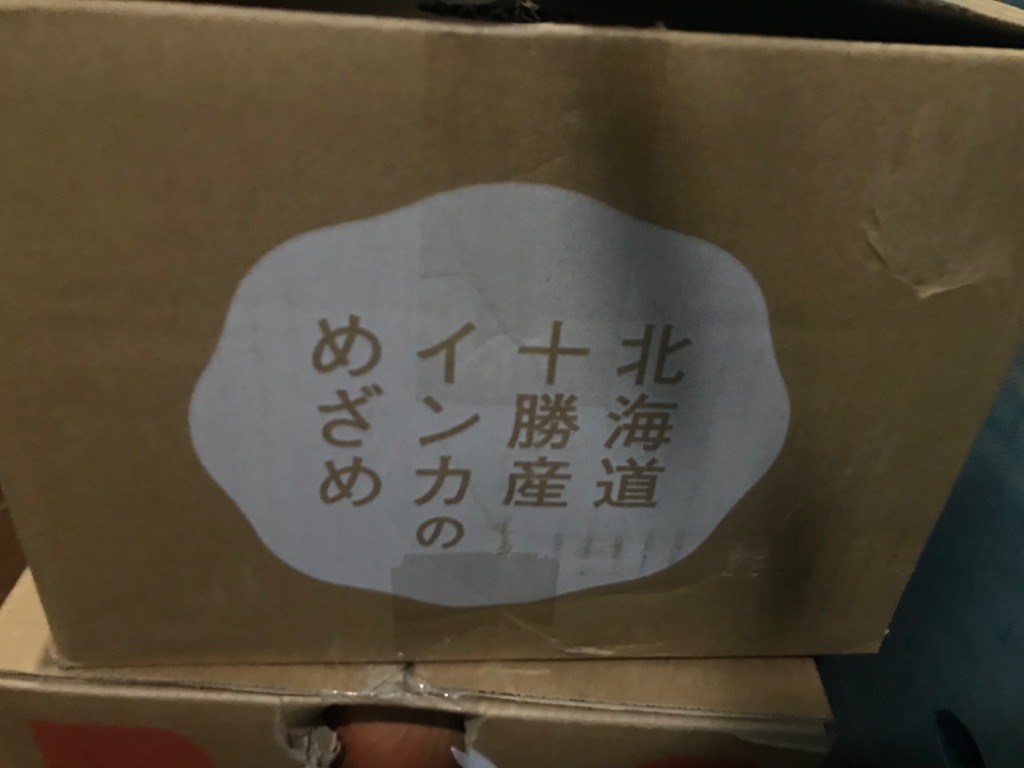 北海道
十勝産
インカの
めざめ